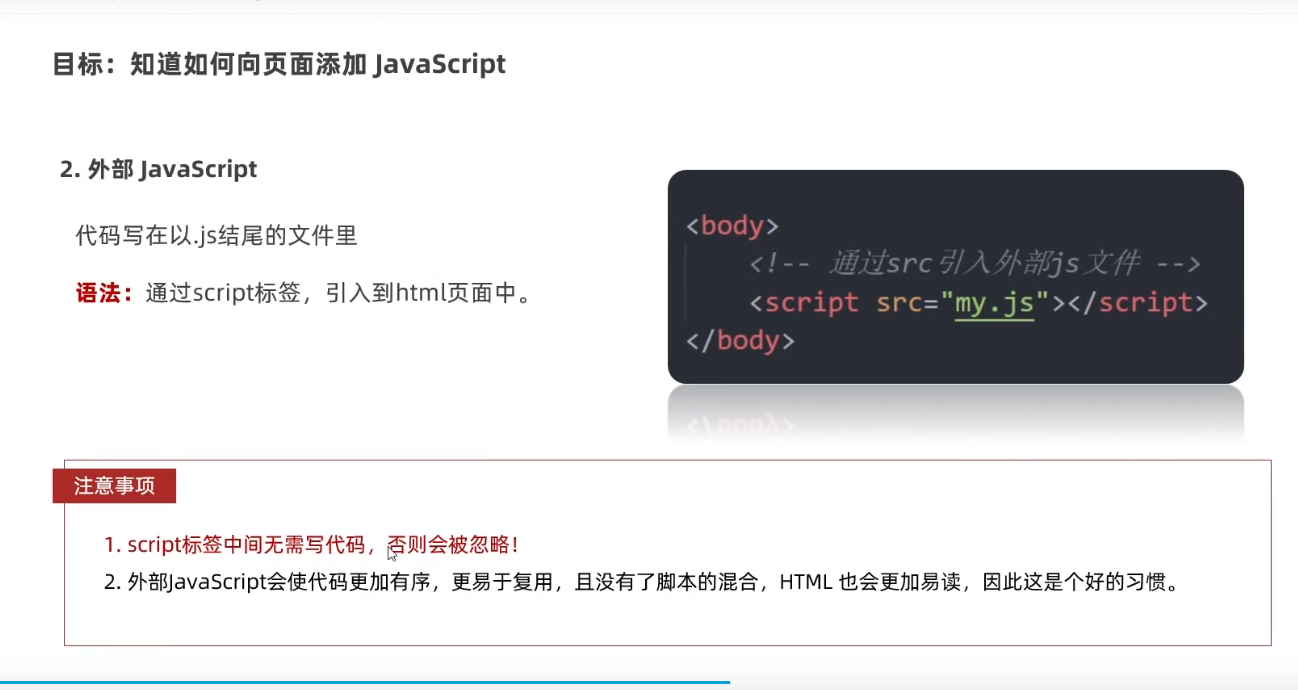 目标：知道如何向页面添加 JavaScript
2. 外部 JavaScript
代码写在以.js结尾的文件里
语法：通过script标签，引入到html页面中。
<body>
<!-- 通过src引入外部js文件 -->
<script src="my.js"></script>
</body>
注意事项
1. script标签中间无需写代码，否则会被忽略！
2. 外部JavaScript会使代码更加有序，更易于复用，且没有了脚本的混合，HTML 也会更加易读，因此这是个好的习惯。